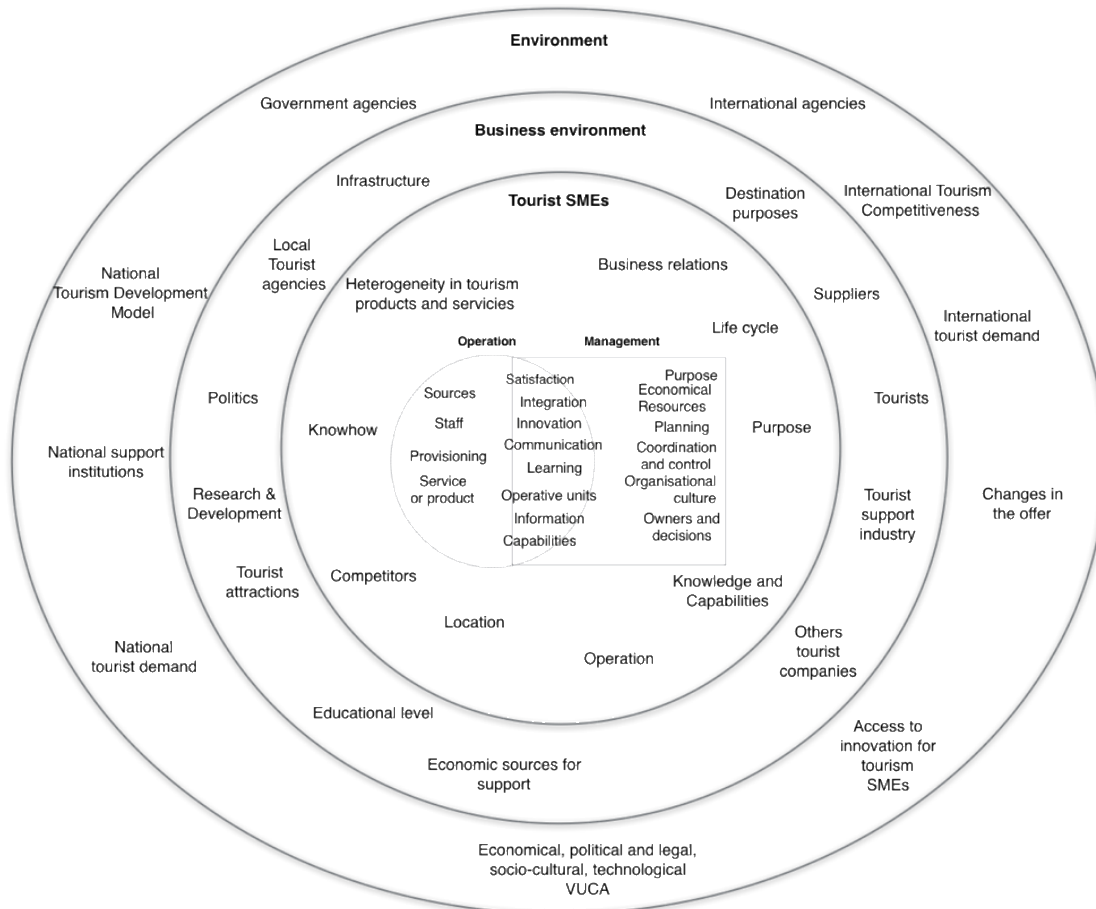 Environment
Government agencies
International agencies
Business environment
Infrastructure
Destination
purposes
International Tourism
Competitiveness
Tourist SMEs
Local
Tourist
agencies
Business relations
National
Tourism Development
Model
Heterogeneity in tourism
products and servicies
Suppliers
International
tourist demand
Life cycle
Operation
Management
Sources
Staff
Provisioning
Service
or product
Satisfaction
Integration
Innovation
Communication
Learning
Operative units
Information
Capabilities
Purpose
Economical
Resources
Planning
Coordination
and control
Organisational
culture
Owners and
decisions
Politics
Knowhow
Purpose
Tourists
National support
institutions
Research &
Development
Tourist
support
industry
Changes in
the offer
Tourist
attractions
Competitors
Knowledge and
Capabilities
Location
Operation
Others
tourist
companies
National
tourist demand
Educational level
Economic sources for
support
Access to
innovation for
tourism
SMEs
Economical, political and legal,
socio-cultural, technological
VUCA